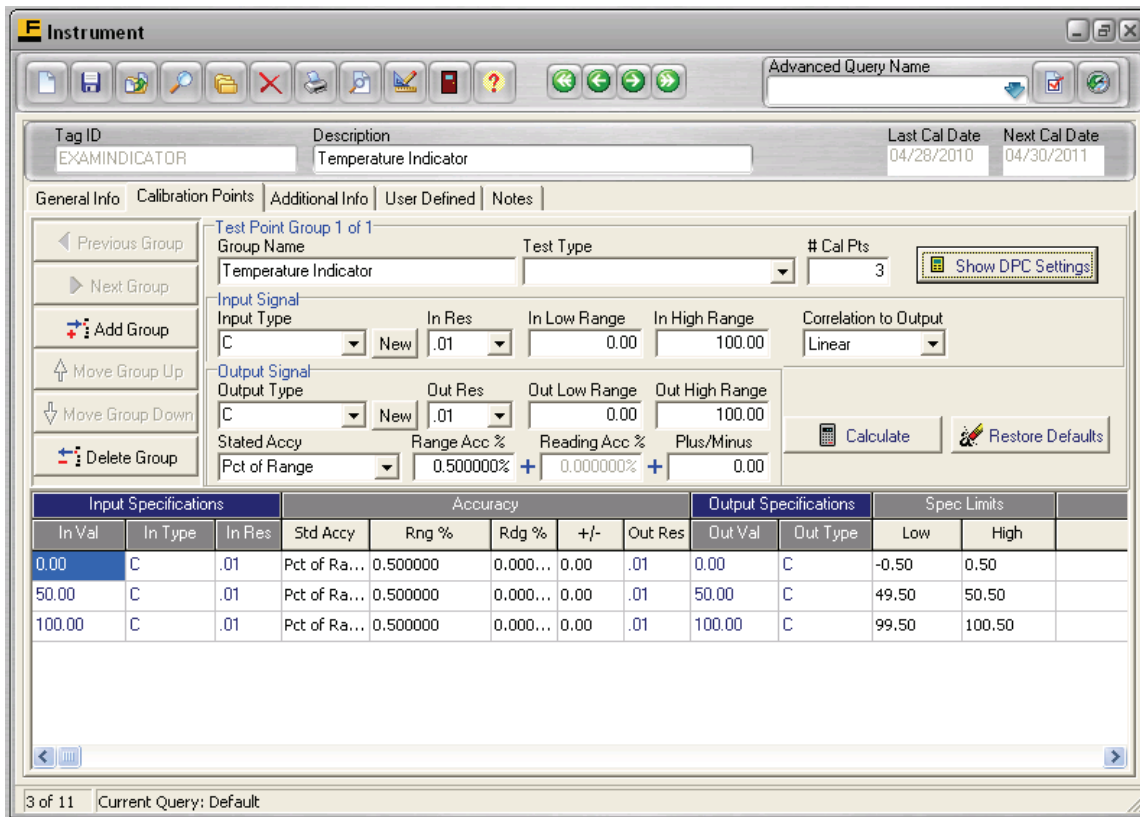 F Instrument
Advanced Query Name
Tag ID Description Last Cal Date Next Cal Date
EXAMINDICATOR Temperature Indicator 04/28/2010 04/30/2011
General Info Calibration Points Additional Info User Defined Notes
Previous Group
Next Group
Add Group
Move Group Up
Move Group Down
Delete Group
Test Point Group 1 of 1
Group Name Test Type # Cal Pts
Temperature Indicator 3 Show DPC Settings
Input Signal
Input Type In Res In Low Range In High Range Correlation to Output
C New .01 0.00 100.00 Linear
Output Signal
Output Type Out Res Out Low Range Out High Range
C New .01 0.00 100.00
Calculate Restore Defaults
Stated Accy Range Acc % Reading Acc % Plus/Minus
Pct of Range 0.500000% + 0.000000% + 0.00
Input Specifications Accuracy Output Specifications Spec Limits
In Val In Type In Res Std Accy Rng % Rdg % +/- Out Res Out Val Out Type Low High
0.00 C .01 Pct of Ra... 0.500000 0.000... 0.00 .01 0.00 C -0.50 0.50
50.00 C .01 Pct of Ra... 0.500000 0.000... 0.00 .01 50.00 C 49.50 50.50
100.00 C .01 Pct of Ra... 0.500000 0.000... 0.00 .01 100.00 C 99.50 100.50
3 of 11 Current Query: Default